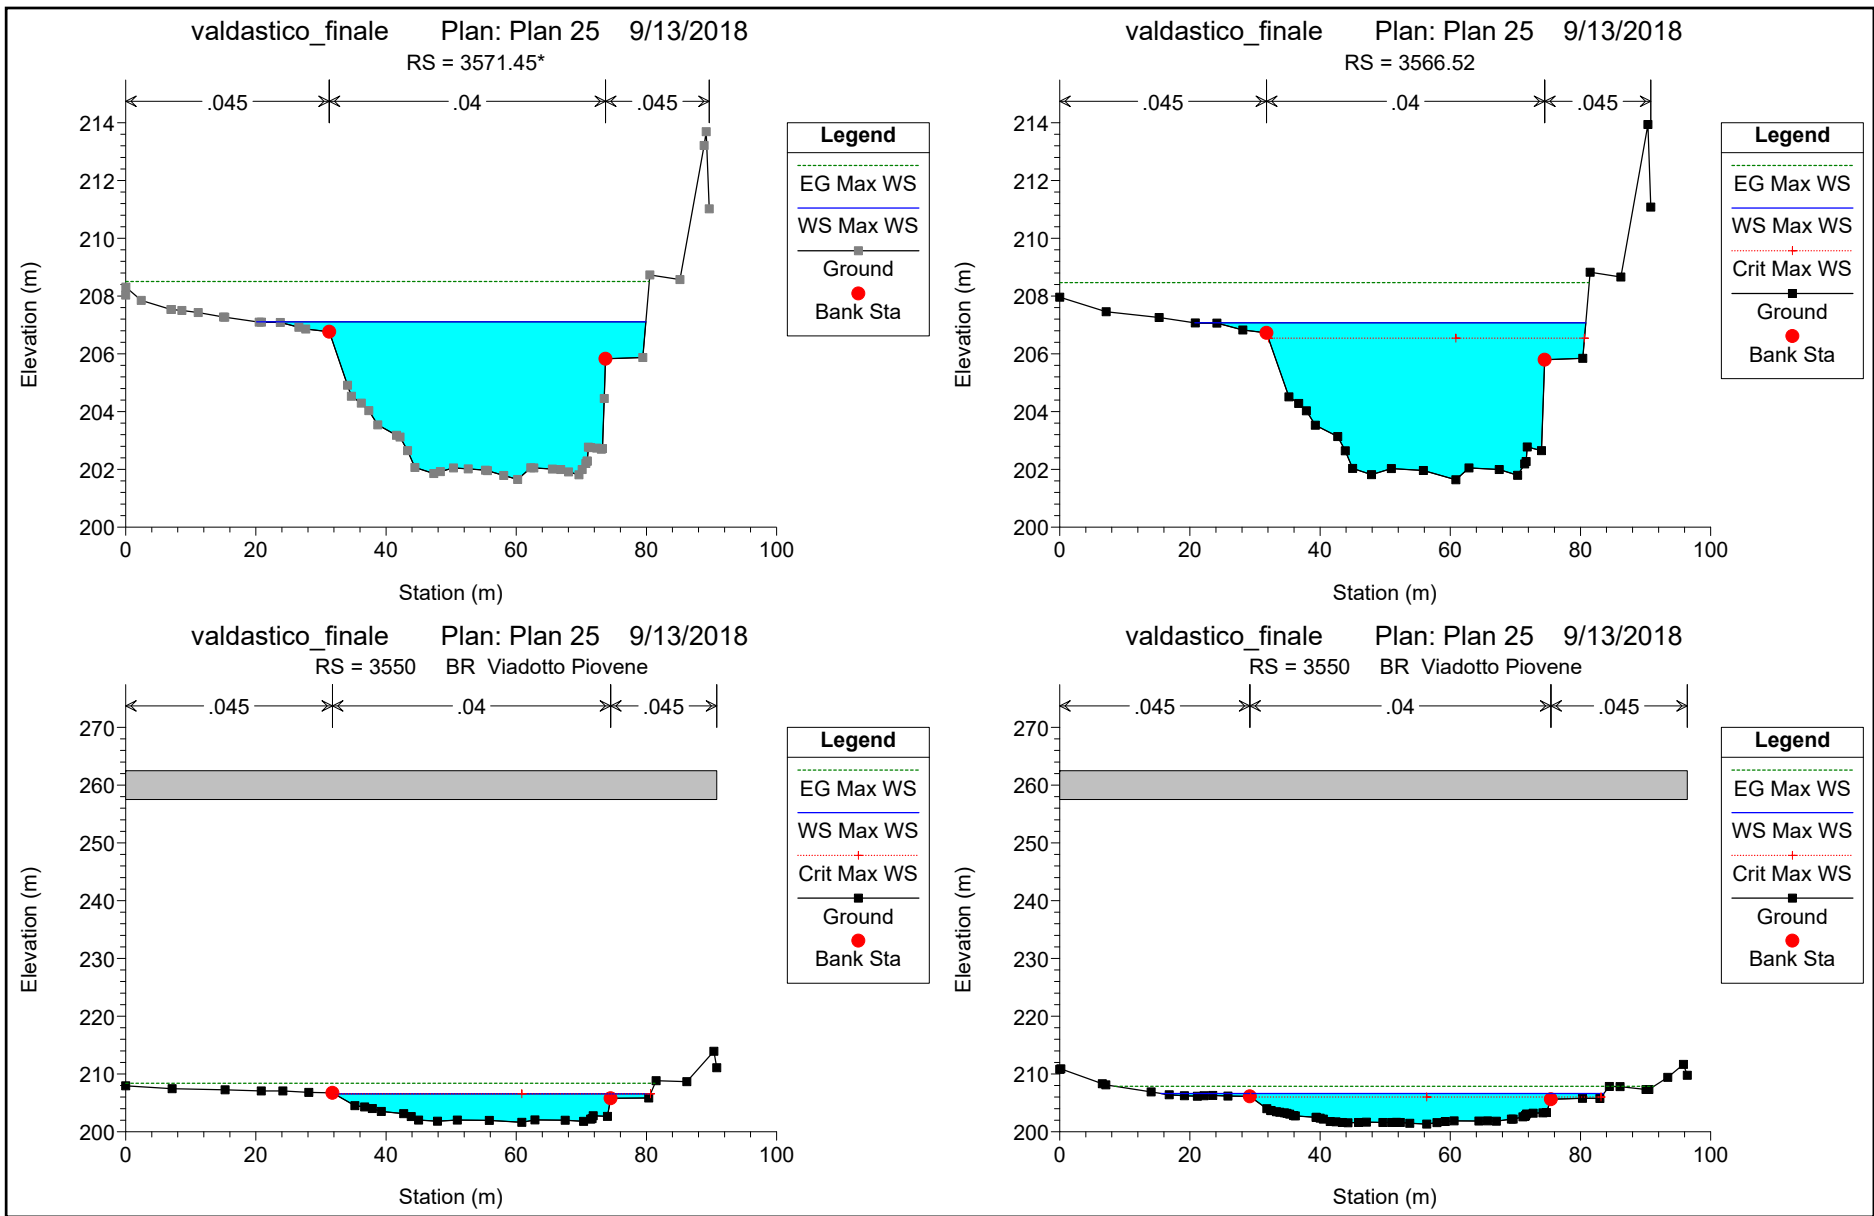 valdastico_finale Plan: Plan 25 9/13/2018
RS = 3571.45*
.045 .04 .045
214
212
210
208
206
204
202
200
0 20 40 60 80 100
Elevation (m)
Station (m)
Legend
EG Max WS
WS Max WS
Ground
Bank Sta
valdastico_finale Plan: Plan 25 9/13/2018
RS = 3566.52
.045 .04 .045
214
212
210
208
206
204
202
200
0 20 40 60 80 100
Elevation (m)
Station (m)
Legend
EG Max WS
WS Max WS
Crit Max WS
Ground
Bank Sta
valdastico_finale Plan: Plan 25 9/13/2018
RS = 3550 BR Viadotto Piovene
.045 .04 .045
270
260
250
240
230
220
210
200
0 20 40 60 80 100
Elevation (m)
Station (m)
Legend
EG Max WS
WS Max WS
Crit Max WS
Ground
Bank Sta
valdastico_finale Plan: Plan 25 9/13/2018
RS = 3550 BR Viadotto Piovene
.045 .04 .045
270
260
250
240
230
220
210
200
0 20 40 60 80 100
Elevation (m)
Station (m)
Legend
EG Max WS
WS Max WS
Crit Max WS
Ground
Bank Sta